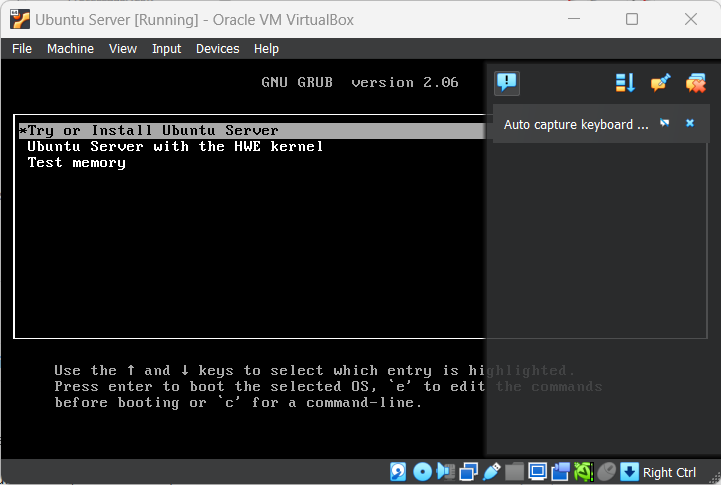 Ubuntu Server [Running] - Oracle VM VirtualBox
File Machine View Input Devices Help
GNU GRUB version 2.06
Auto capture keyboard ...
*Try or Install Ubuntu Server
Ubuntu Server with the HWE kernel
Test memory
Use the ↑ and ↓ keys to select which entry is highlighted.
Press enter to boot the selected OS, `e' to edit the commands
before booting or `c' for a command-line.
Right Ctrl